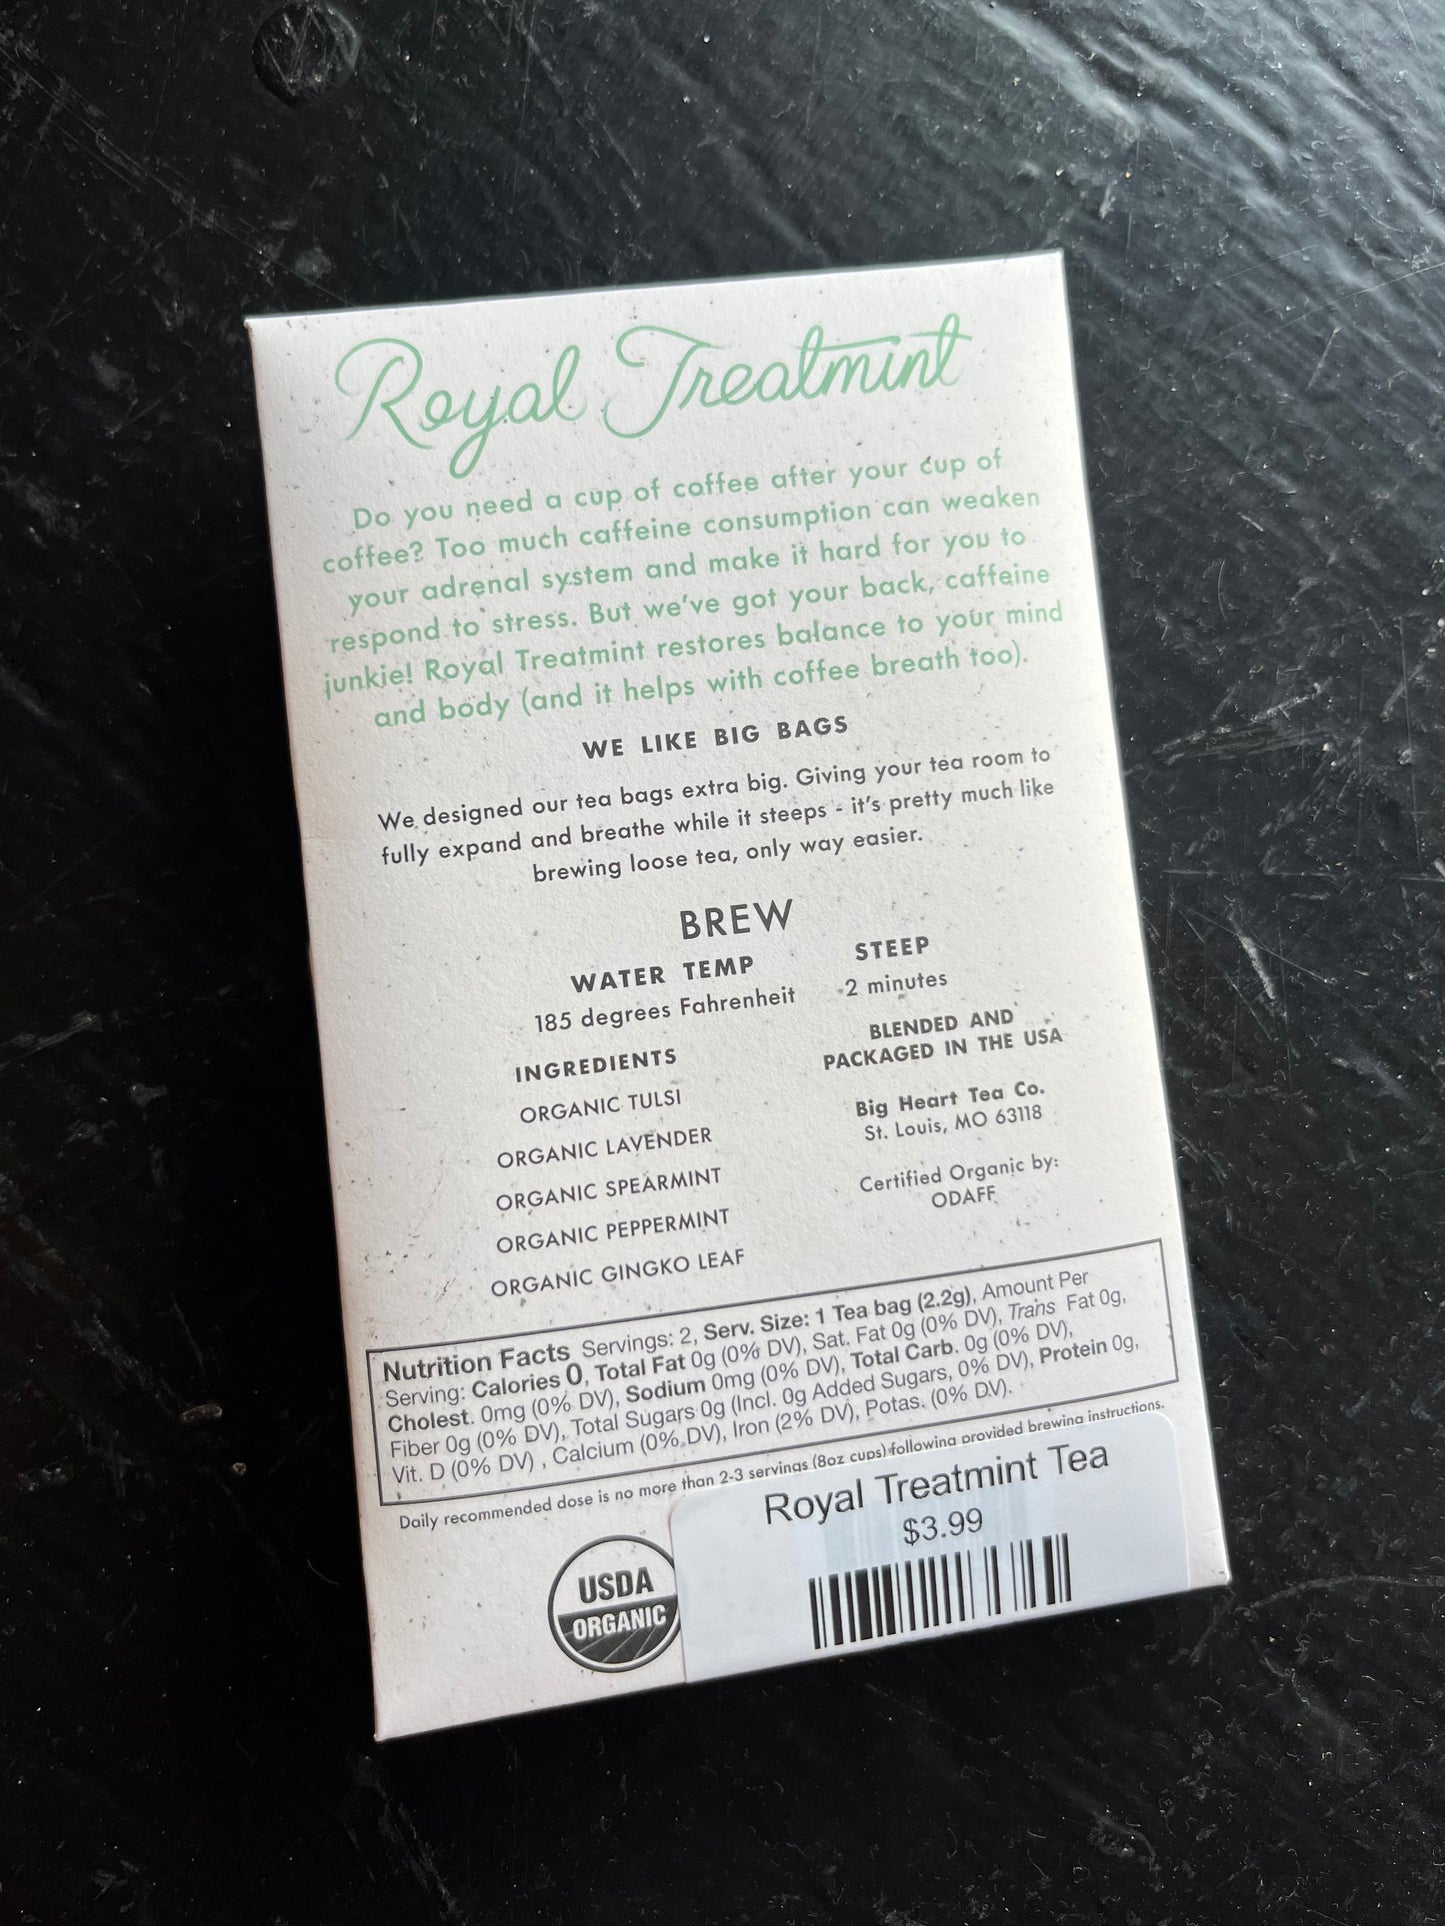 Royal Treatmint
Do you need a cup of coffee after your cup of
coffee? Too much caffeine consumption can weaken
your adrenal system and make it hard for you to
respond to stress. But we've got your back, caffeine
junkie! Royal Treatmint restores balance to your mind
and body (and it helps with coffee breath too).
WE LIKE BIG BAGS
We designed our tea bags extra big. Giving your tea room to
fully expand and breathe while it steeps - it's pretty much like
brewing loose tea, only way easier.
BREW
WATER TEMP
185 degrees Fahrenheit
STEEP
2 minutes
INGREDIENTS
ORGANIC TULSI
ORGANIC LAVENDER
ORGANIC SPEARMINT
ORGANIC PEPPERMINT
ORGANIC GINGKO LEAF
BLENDED AND
PACKAGED IN THE USA
Big Heart Tea Co.
St. Louis, MO 63118
Certified Organic by:
ODAFF
Nutrition Facts Servings: 2, Serv. Size: 1 Tea bag (2.2g), Amount Per
Serving: Calories 0, Total Fat 0g (0% DV), Sat. Fat 0g (0% DV), Trans Fat 0g,
Cholest. 0mg (0% DV), Sodium 0mg (0% DV), Total Carb. 0g (0% DV),
Fiber 0g (0% DV), Total Sugars 0g (Incl. 0g Added Sugars, 0% DV), Protein 0g,
Vit. D (0% DV) , Calcium (0% DV), Iron (2% DV), Potas. (0% DV).
Daily recommended dose is no more than 2-3 servings (8oz cups) following provided brewing instructions.
USDA
ORGANIC
Royal Treatmint Tea
$3.99